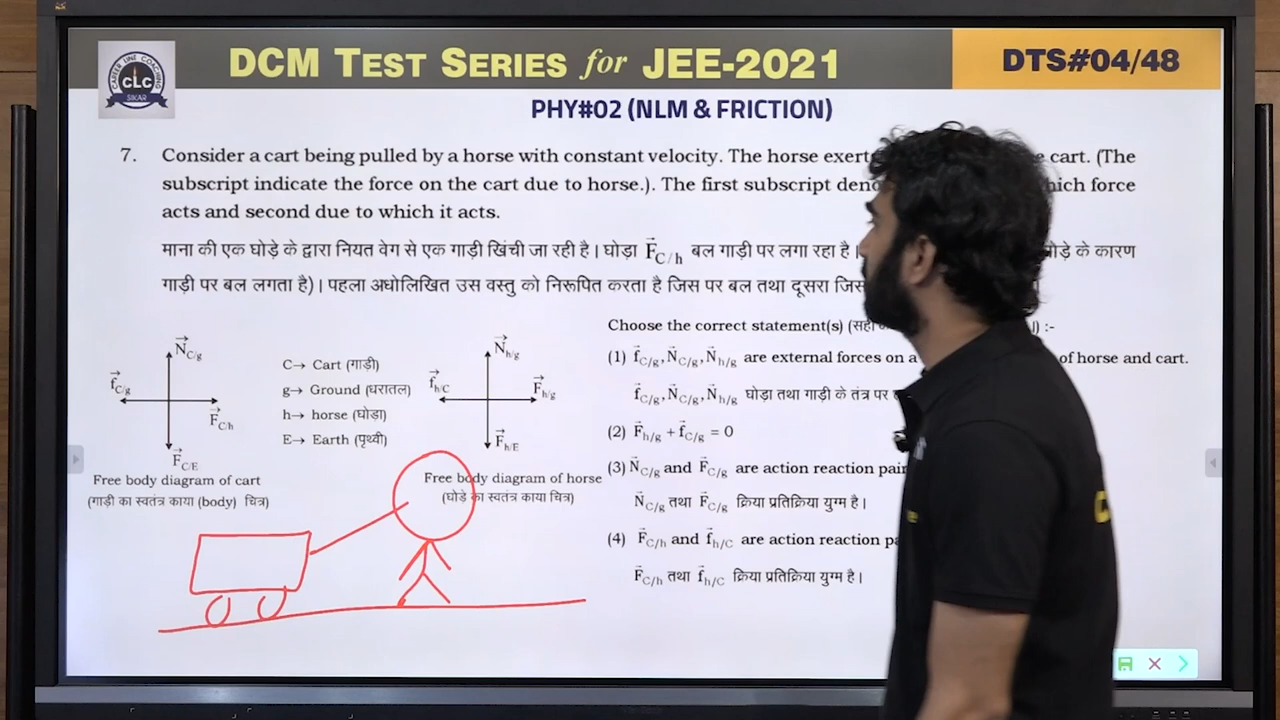 CAREER LINE COACHING
CLC
SIKAR
DCM TEST SERIES for JEE-2021
DTS#04/48
PHY#02 (NLM & FRICTION)
7. Consider a cart being pulled by a horse with constant velocity. The horse exert e cart. (The
subscript indicate the force on the cart due to horse.). The first subscript deno hich force
acts and second due to which it acts.
माना की एक घोड़े के द्वारा नियत वेग से एक गाड़ी खिंची जा रही है। घोड़ा F⃗C/h बल गाड़ी पर लगा रहा है। के कारण
गाड़ी पर बल लगता है)। पहला अधोलिखित उस वस्तु को निरूपित करता है जिस पर बल तथा दूसरा जिस
N⃗C/g
f⃗C/g
F⃗C/h
F⃗C/E
Free body diagram of cart
(गाड़ी का स्वतंत्र काया (body) चित्र)
C→ Cart (गाड़ी)
g→ Ground (धरातल)
h→ horse (घोड़ा)
E→ Earth (पृथ्वी)
N⃗h/g
f⃗h/C
F⃗h/g
F⃗h/E
Free body diagram of horse
(घोडे का स्वतंत्र काया चित्र)
Choose the correct statement(s) :-
(1) f⃗C/g, N⃗C/g, N⃗h/g are external forces on a of horse and cart.
f⃗C/g, N⃗C/g, N⃗h/g घोड़ा तथा गाड़ी के तंत्र पर
(2) F⃗h/g + f⃗C/g = 0
(3) N⃗C/g and F⃗C/g are action reaction pair
N⃗C/g तथा F⃗C/g क्रिया प्रतिक्रिया युग्म है।
(4) F⃗C/h and f⃗h/C are action reaction pa
F⃗C/h तथा f⃗h/C क्रिया प्रतिक्रिया युग्म है।